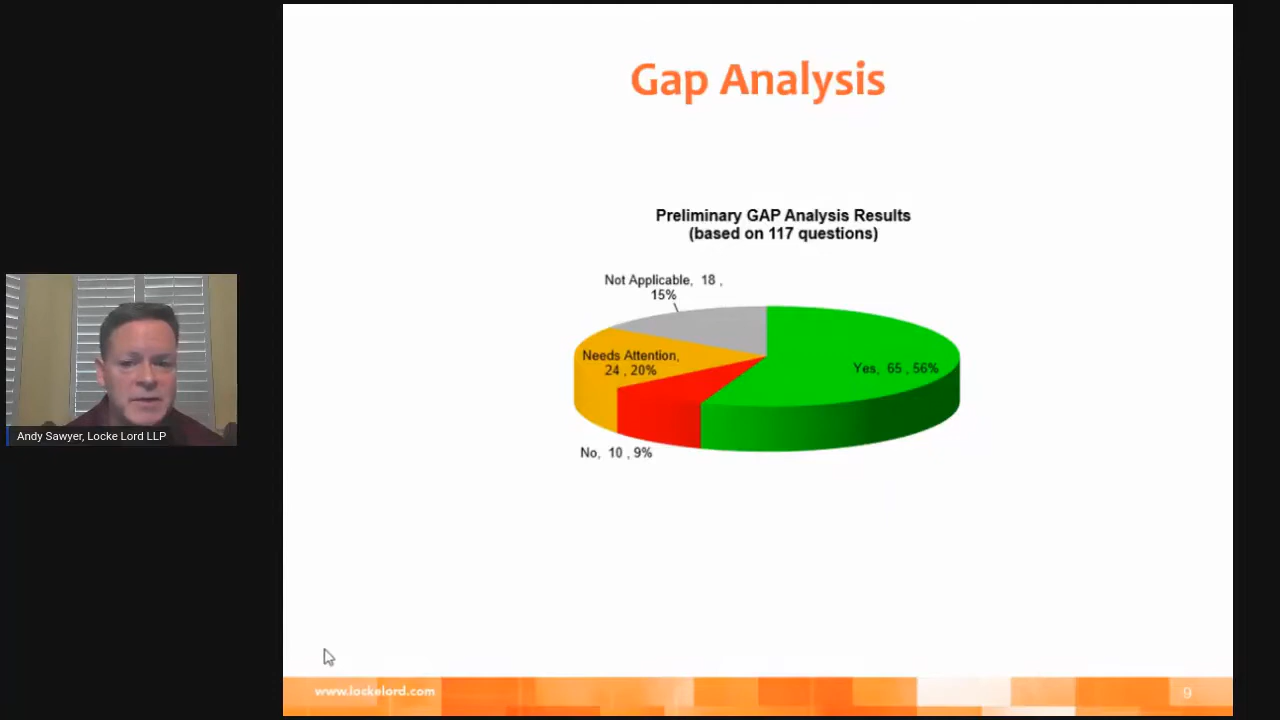 Gap Analysis
Preliminary GAP Analysis Results
(based on 117 questions)
Not Applicable, 18 ,
15%
Needs Attention,
24 , 20%
Yes, 65 , 56%
No, 10 , 9%
Andy Sawyer, Locke Lord LLP
www.lockelord.com
9